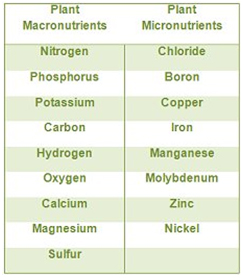 Plant Macronutrients	Plant Micronutrients
Nitrogen	Chloride
Phosphorus	Boron
Potassium	Copper
Carbon	Iron
Hydrogen	Manganese
Oxygen	Molybdenum
Calcium	Zinc
Magnesium	Nickel
Sulfur